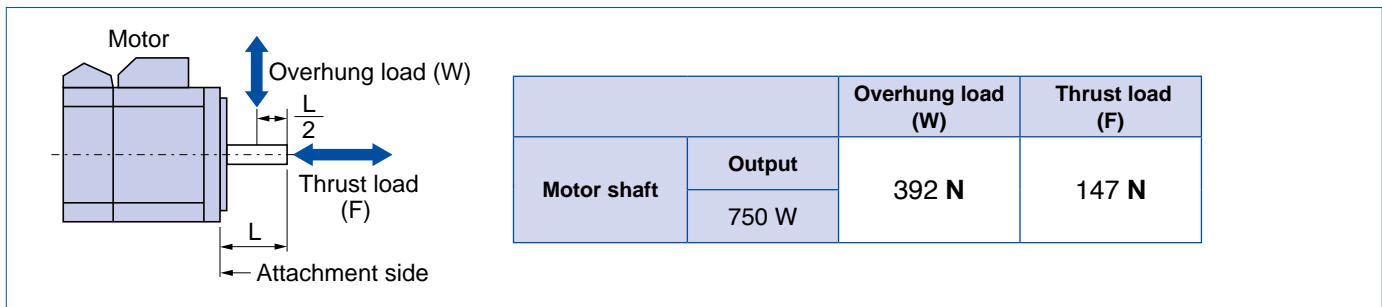 Motor
Overhung load (W)
L
2
Thrust load
(F)
L
Attachment side
Overhung load
(W)
Thrust load
(F)
Motor shaft
Output
392 N
147 N
750 W